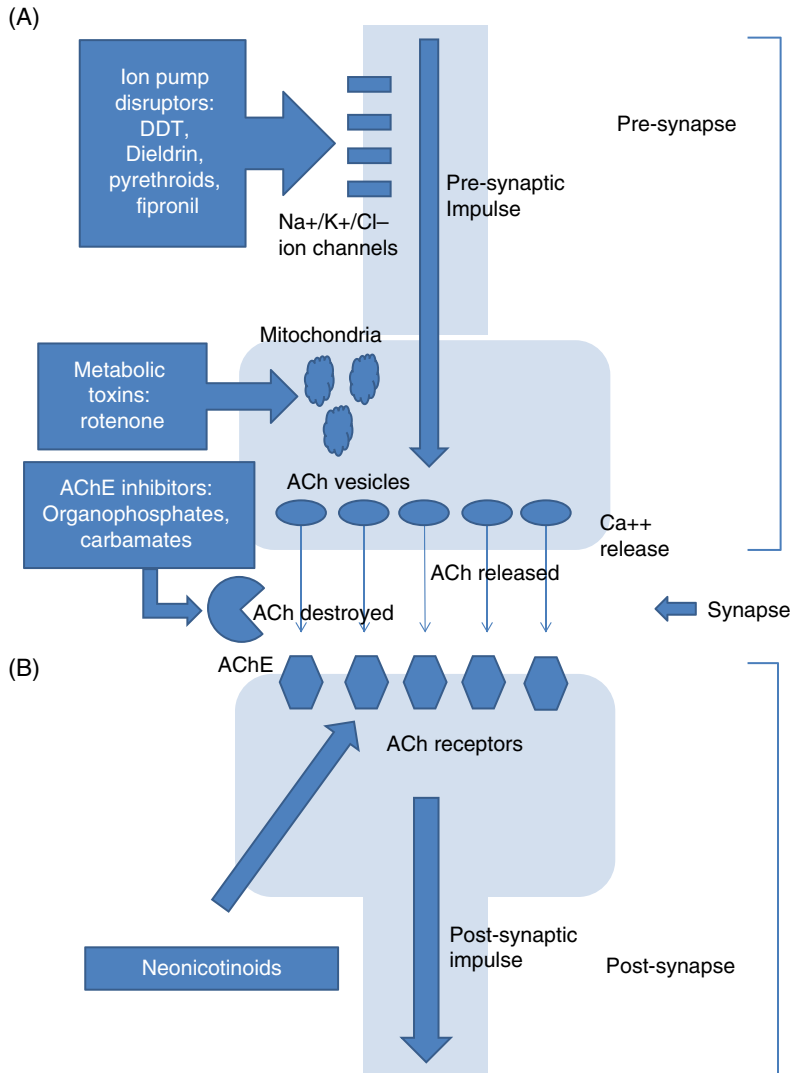 (A)
Ion pump
disruptors:
DDT,
Dieldrin,
pyrethroids,
fipronil
Pre-synapse
Pre-synaptic
Impulse
Na+/K+/Cl–
ion channels
Mitochondria
Metabolic
toxins:
rotenone
AChE inhibitors:
Organophosphates,
carbamates
ACh vesicles
Ca++
release
ACh released
ACh destroyed
Synapse
AChE
(B)
ACh receptors
Post-synaptic
impulse
Neonicotinoids
Post-synapse